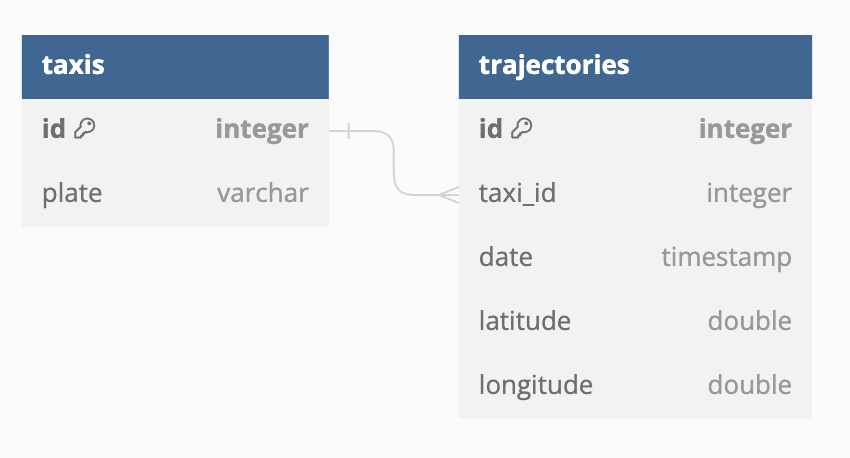 taxis
id integer
plate varchar
trajectories
id integer
taxi_id integer
date timestamp
latitude double
longitude double